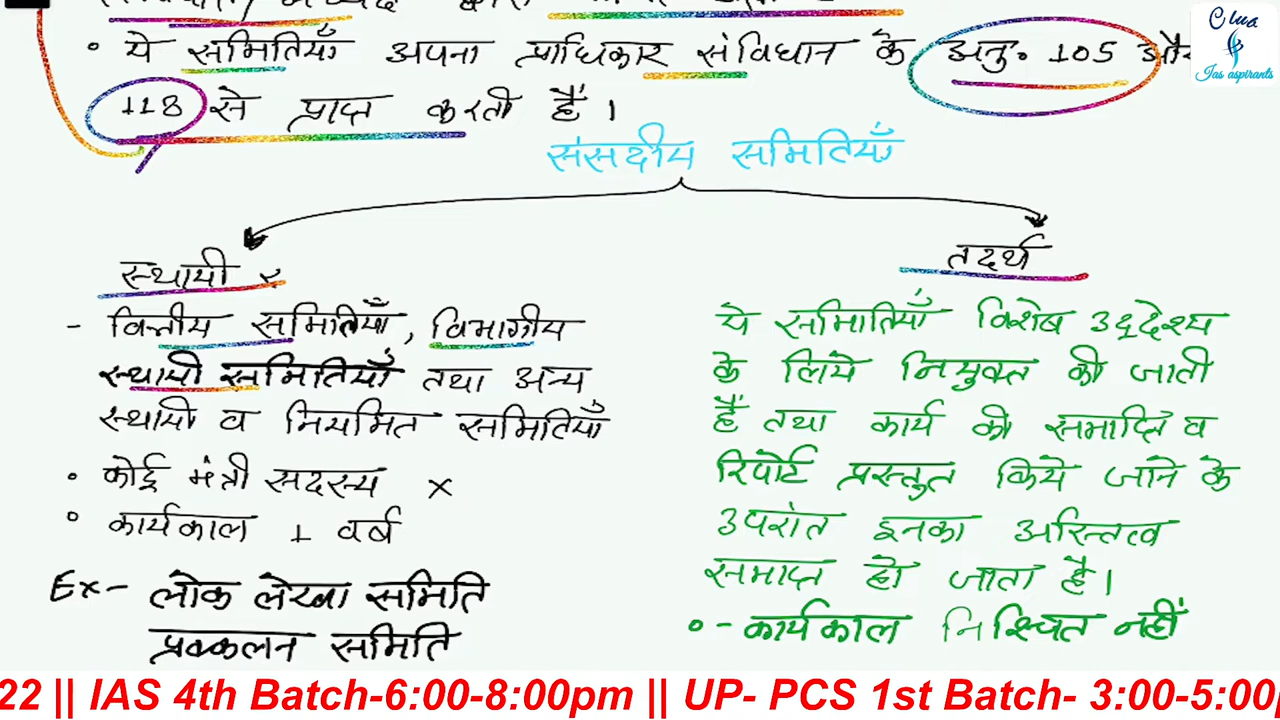 • ये समितियाँ अपना प्राधिकार संविधान के अनु॰ 105 और
118 से प्राप्त करती हैं।
संसदीय समितियाँ
स्थायी
तदर्थ
- वित्तीय समितियाँ, विभागीय
स्थायी समितियाँ तथा अन्य
स्थायी व नियमित समितियाँ
• कोई मंत्री सदस्य x
• कार्यकाल 1 वर्ष
Ex- लोक लेखा समिति
प्राक्कलन समिति
ये समितियाँ विशेष उद्देश्य
के लिये नियुक्त की जाती
हैं तथा कार्य की समाप्ति व
रिपोर्ट प्रस्तुत किये जाने के
उपरांत इनका अस्तित्व
समाप्त हो जाता है।
• - कार्यकाल निश्चित नहीं
Clue
Ias aspirants
22 || IAS 4th Batch-6:00-8:00pm || UP- PCS 1st Batch- 3:00-5:00p